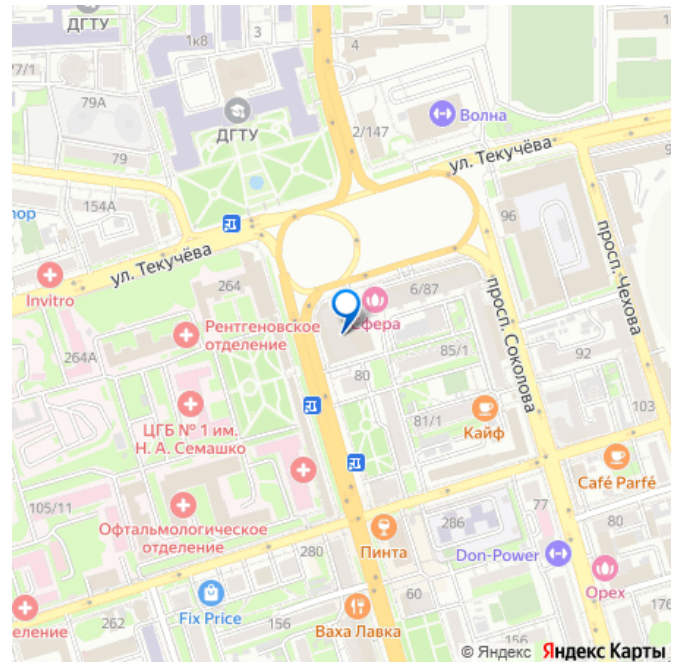 ДГТУ
1к8
3
4
77/1
79А
ДГТУ
2/147
Волна
79
ул. Текучёва
154А
96
просп. Чехова
ул. Текучёва
Invitro
264
6/87
просп. Соколова
Сфера
Рентгеновское
отделение
264А
85/1
92
80
103
ЦГБ № 1 им.
Н. А. Семашко
81/1
Кайф
Café Parfé
105/11
Офтальмологическое
отделение
286
77
80
280
Пинта
Don-Power
Fix Price
60
Орех
262
156
Ваха Лавка
156
176
© Яндекс Яндекс Карты